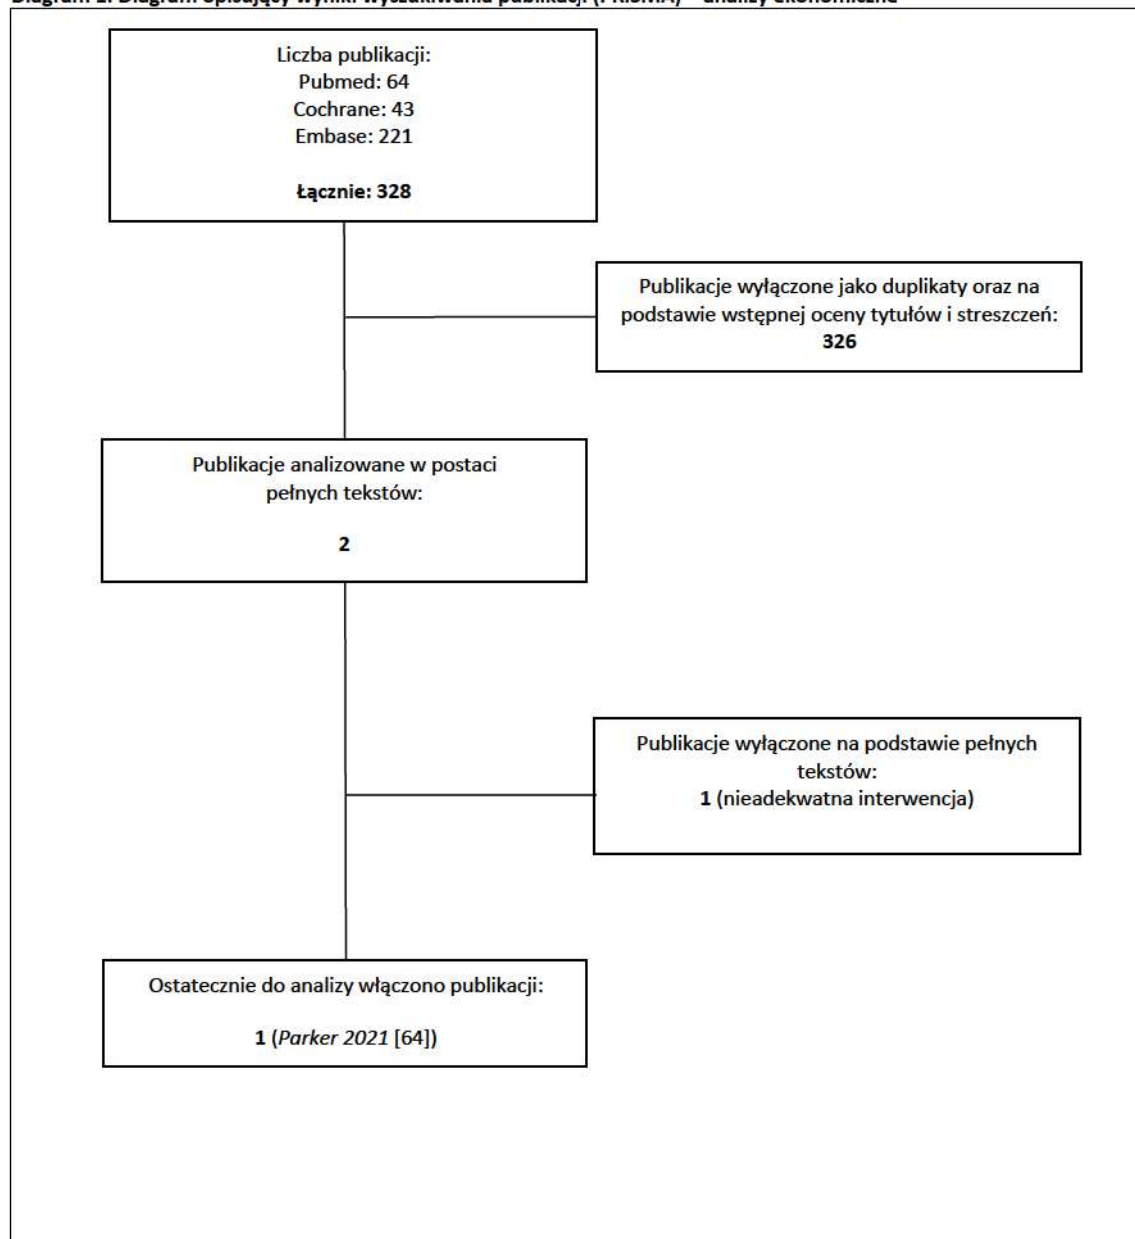 Liczba publikacji:
Pubmed: 64
Cochrane: 43
Embase: 221
Łącznie: 328
Publikacje wyłączone jako duplikaty oraz na
podstawie wstępnej oceny tytułów i streszczeń:
326
Publikacje analizowane w postaci
pełnych tekstów:
2
Publikacje wyłączone na podstawie pełnych
tekstów:
1 (nieadekwatna interwencja)
Ostatecznie do analizy włączono publikacji:
1 (Parker 2021 [64])